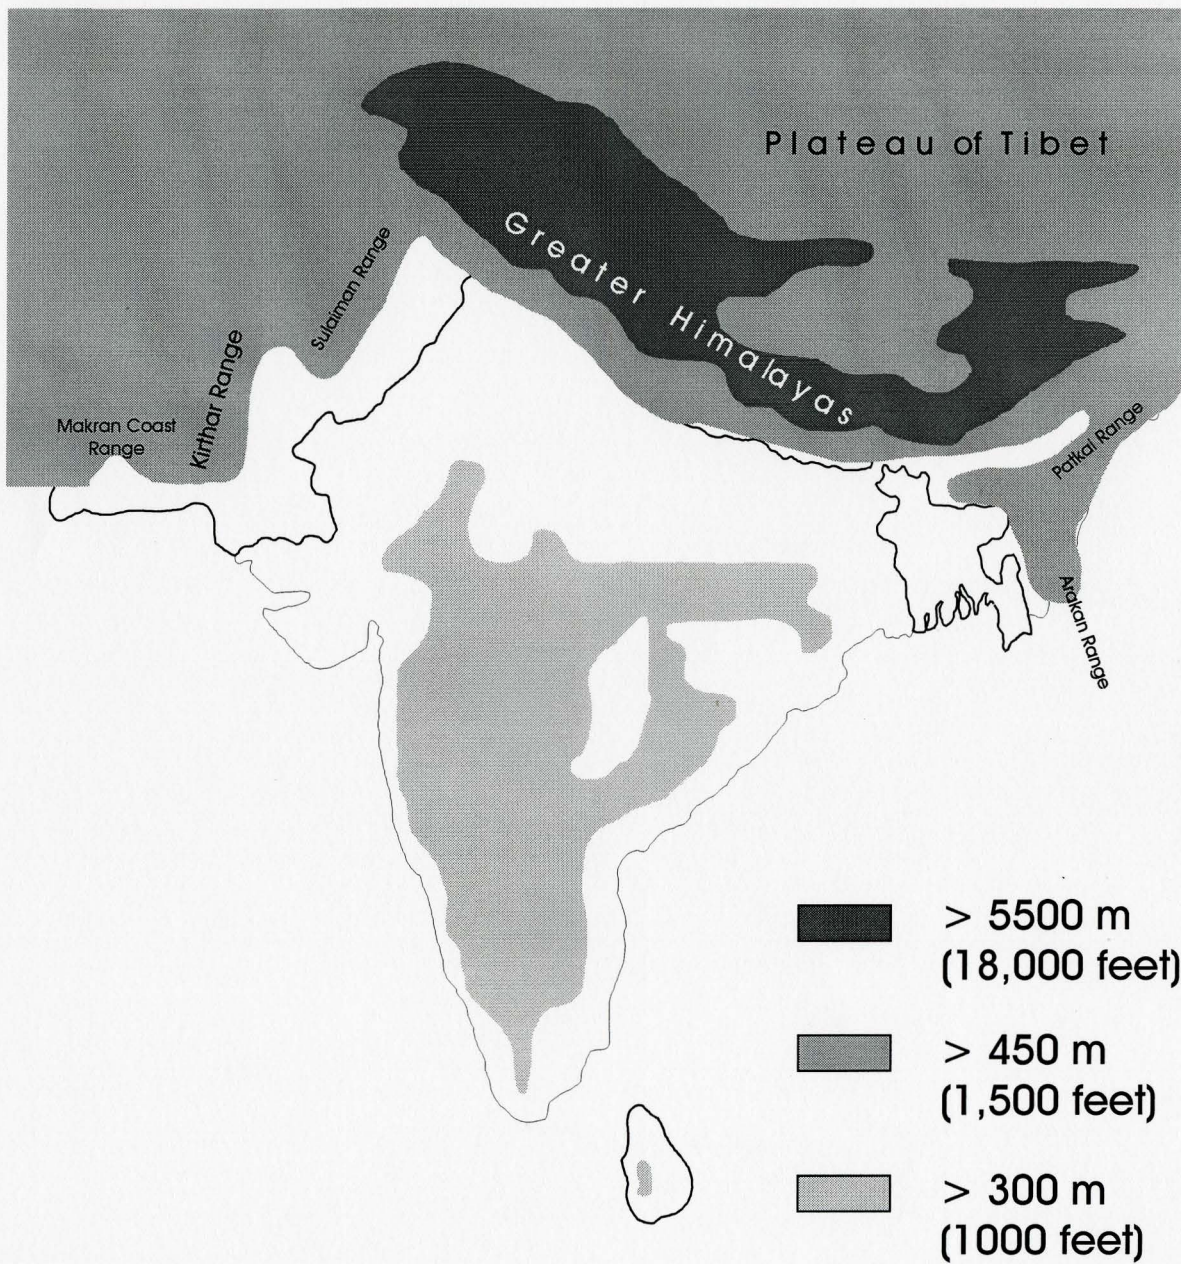 Plateau of Tibet
Greater Himalayas
Sulaiman Range
Kirthar Range
Makran Coast
Range
Patkai Range
Arakan Range
> 5500 m
(18,000 feet)
> 450 m
(1,500 feet)
> 300 m
(1000 feet)